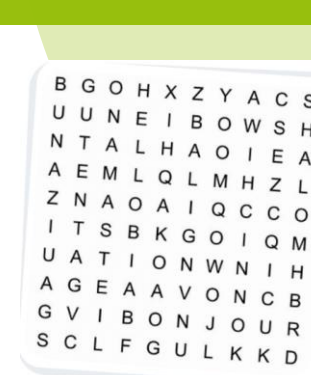 B G O H X Z Y A C S
U U N E I B O W S H
N T A L H A O I E A
A E M L Q L M H Z L
Z N A O A I Q C C O
I T S B K G O I Q M
U A T I O N W N I H
A G E A A V O N C B
G V I B O N J O U R
S C L F G U L K K D